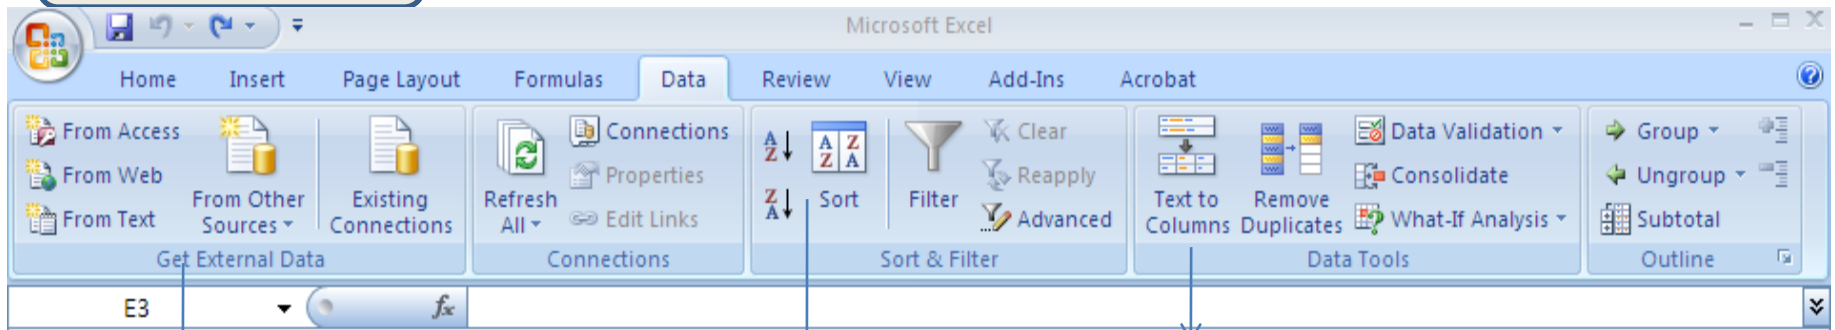 Microsoft Excel
Home Insert Page Layout Formulas Data Review View Add-Ins Acrobat
From Access
From Web
From Text
From Other
Sources
Existing
Connections
Get External Data
Refresh
All
Connections
Properties
Edit Links
Connections
A
Z
Z
A
A Z
Z A
Sort
Filter
Clear
Reapply
Advanced
Sort & Filter
Text to
Columns
Remove
Duplicates
Data Validation
Consolidate
What-If Analysis
Data Tools
Group
Ungroup
Subtotal
Outline
E3
fx